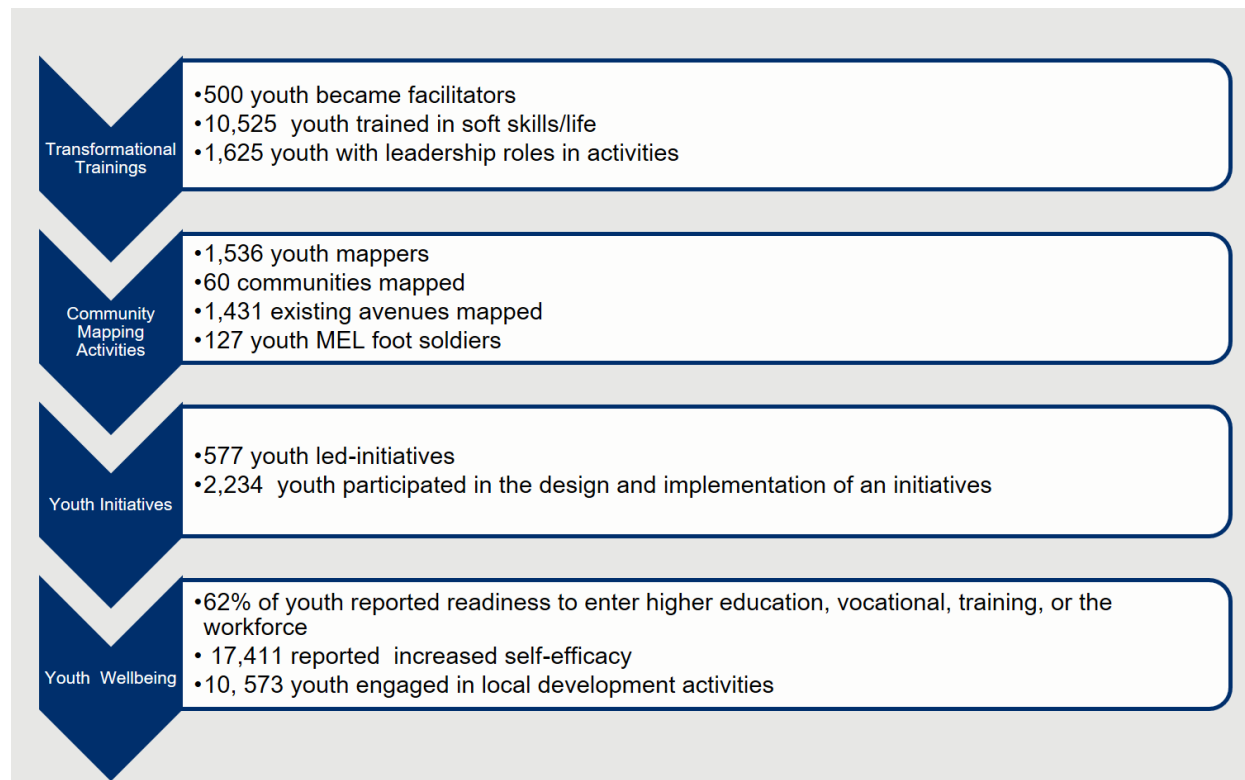 Transformational
Trainings
•500 youth became facilitators
•10,525  youth trained in soft skills/life
•1,625 youth with leadership roles in activities
Community
Mapping
Activities
•1,536 youth mappers
•60 communities mapped
•1,431 existing avenues mapped
•127 youth MEL foot soldiers
Youth Initiatives
•577 youth led-initiatives
•2,234  youth participated in the design and implementation of an initiatives
Youth  Wellbeing
•62% of youth reported readiness to enter higher education, vocational, training, or the
workforce
• 17,411 reported  increased self-efficacy
•10, 573 youth engaged in local development activities